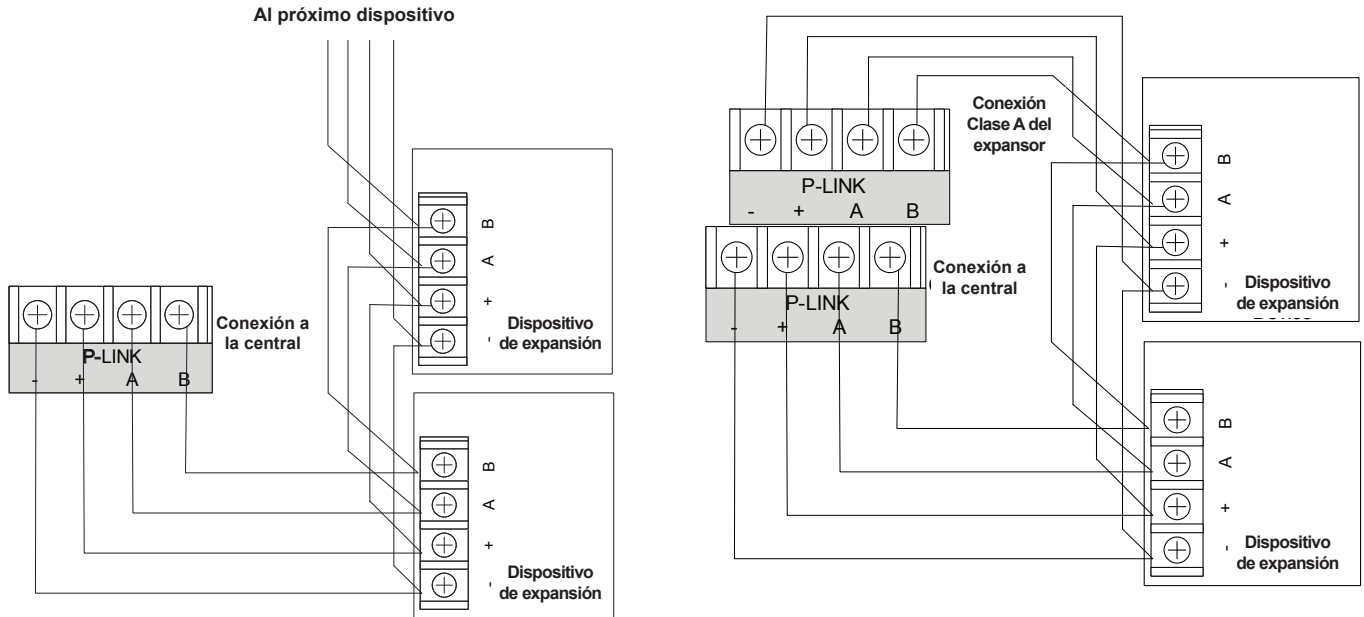 Al próximo dispositivo
B
A
+
-
Dispositivo
de expansión
Conexión a
la central
P-LINK
- + A B
B
A
+
-
Dispositivo
de expansión
Conexión
Clase A del
expansor
P-LINK
- + A B
Conexión a
la central
P-LINK
- + A B
B
A
+
-
Dispositivo
de expansión
B
A
+
-
Dispositivo
de expansión